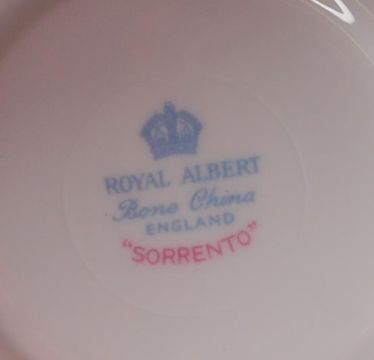 ROYAL ALBERT
Bone China
ENGLAND
"SORRENTO"